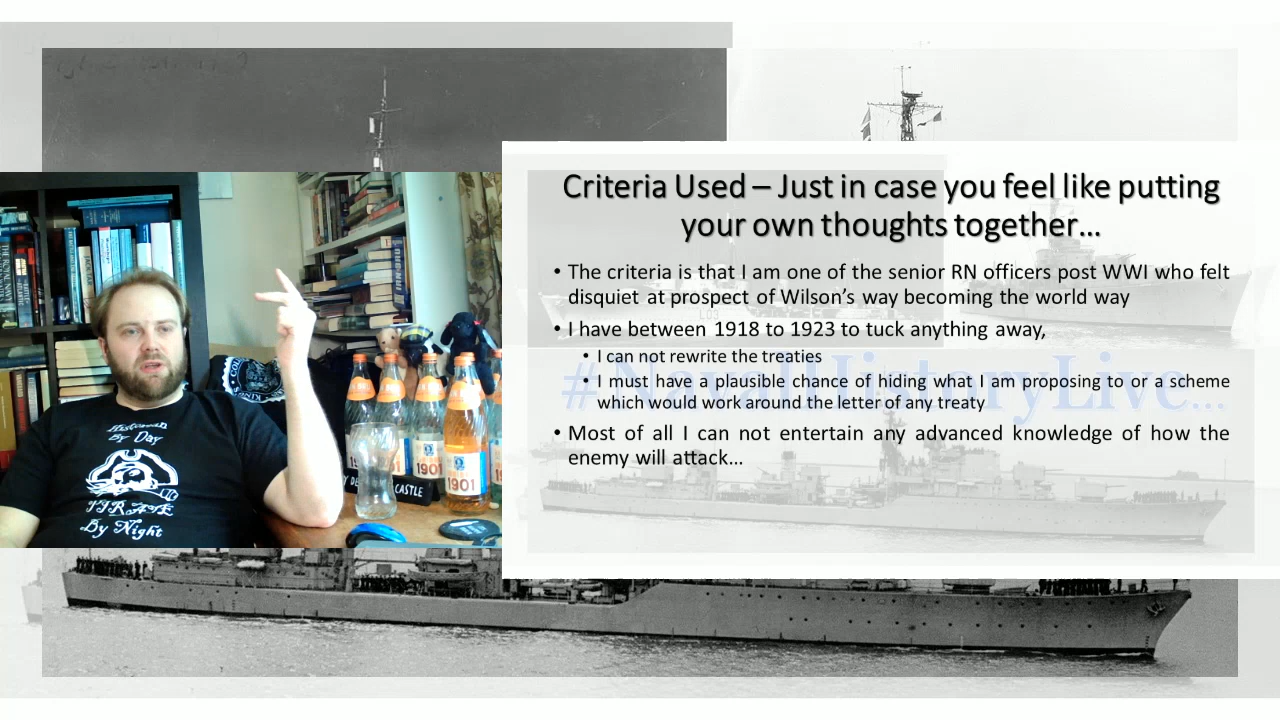 Criteria Used – Just in case you feel like putting
your own thoughts together…
• The criteria is that I am one of the senior RN officers post WWI who felt
disquiet at prospect of Wilson's way becoming the world way
• I have between 1918 to 1923 to tuck anything away,
• I can not rewrite the treaties
• I must have a plausible chance of hiding what I am proposing to or a scheme
which would work around the letter of any treaty
• Most of all I can not entertain any advanced knowledge of how the
enemy will attack…
#NavalHistoryLive…
L03
Historian
By Day
PIRATE
By Night
1901
1901
1901
CASTLE